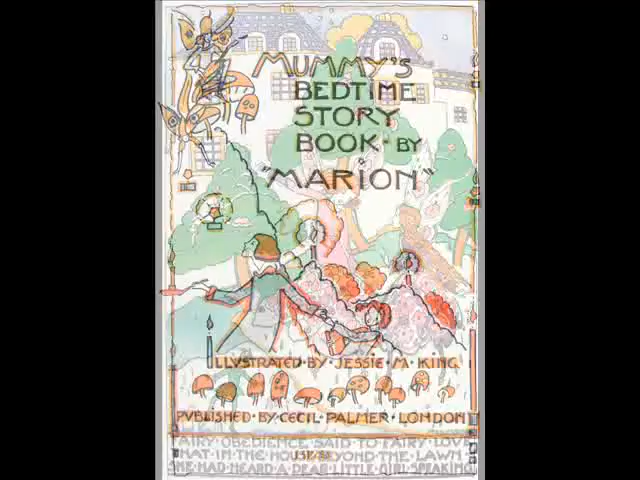 MUMMY'S
BEDTIME
STORY
BOOK·BY
"MARION"
ILLUSTRATED·BY·JESSIE·M·KING
PUBLISHED·BY·CECIL·PALMER·LONDON
FAIRY OBEDIENCE SAID TO FAIRY LOVE
THAT·IN THE HOUSE BEYOND THE LAWN
SHE·HAD·HEARD·A DEAR·LITTLE·GIRL·SPEAKING